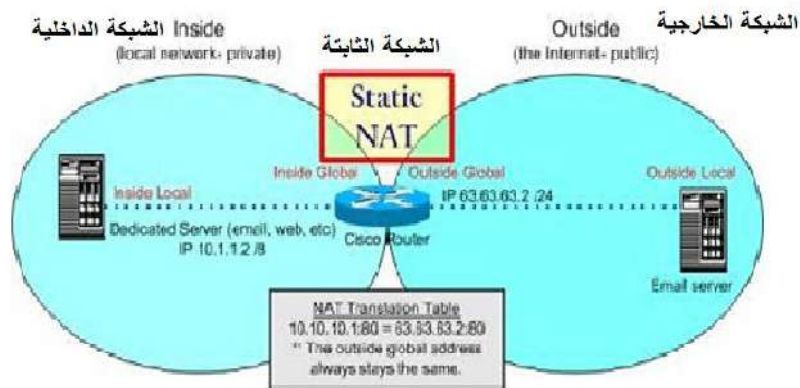 الشبكة الداخلية Inside
(local network- private)
الشبكة الثابتة
Outside
(the Internet- public)
الشبكة الخارجية
Static
NAT
Inside Local
Inside Global
Outside Global
Outside Local
IP 63.63.63.2 /24
Dedicated Server (email, web, etc)
IP 10.1.1.2 /8
Cisco Router
Email server
NAT Translation Table
10.10.10.1:80 = 63.63.63.2:80
** The outside global address
always stays the same.